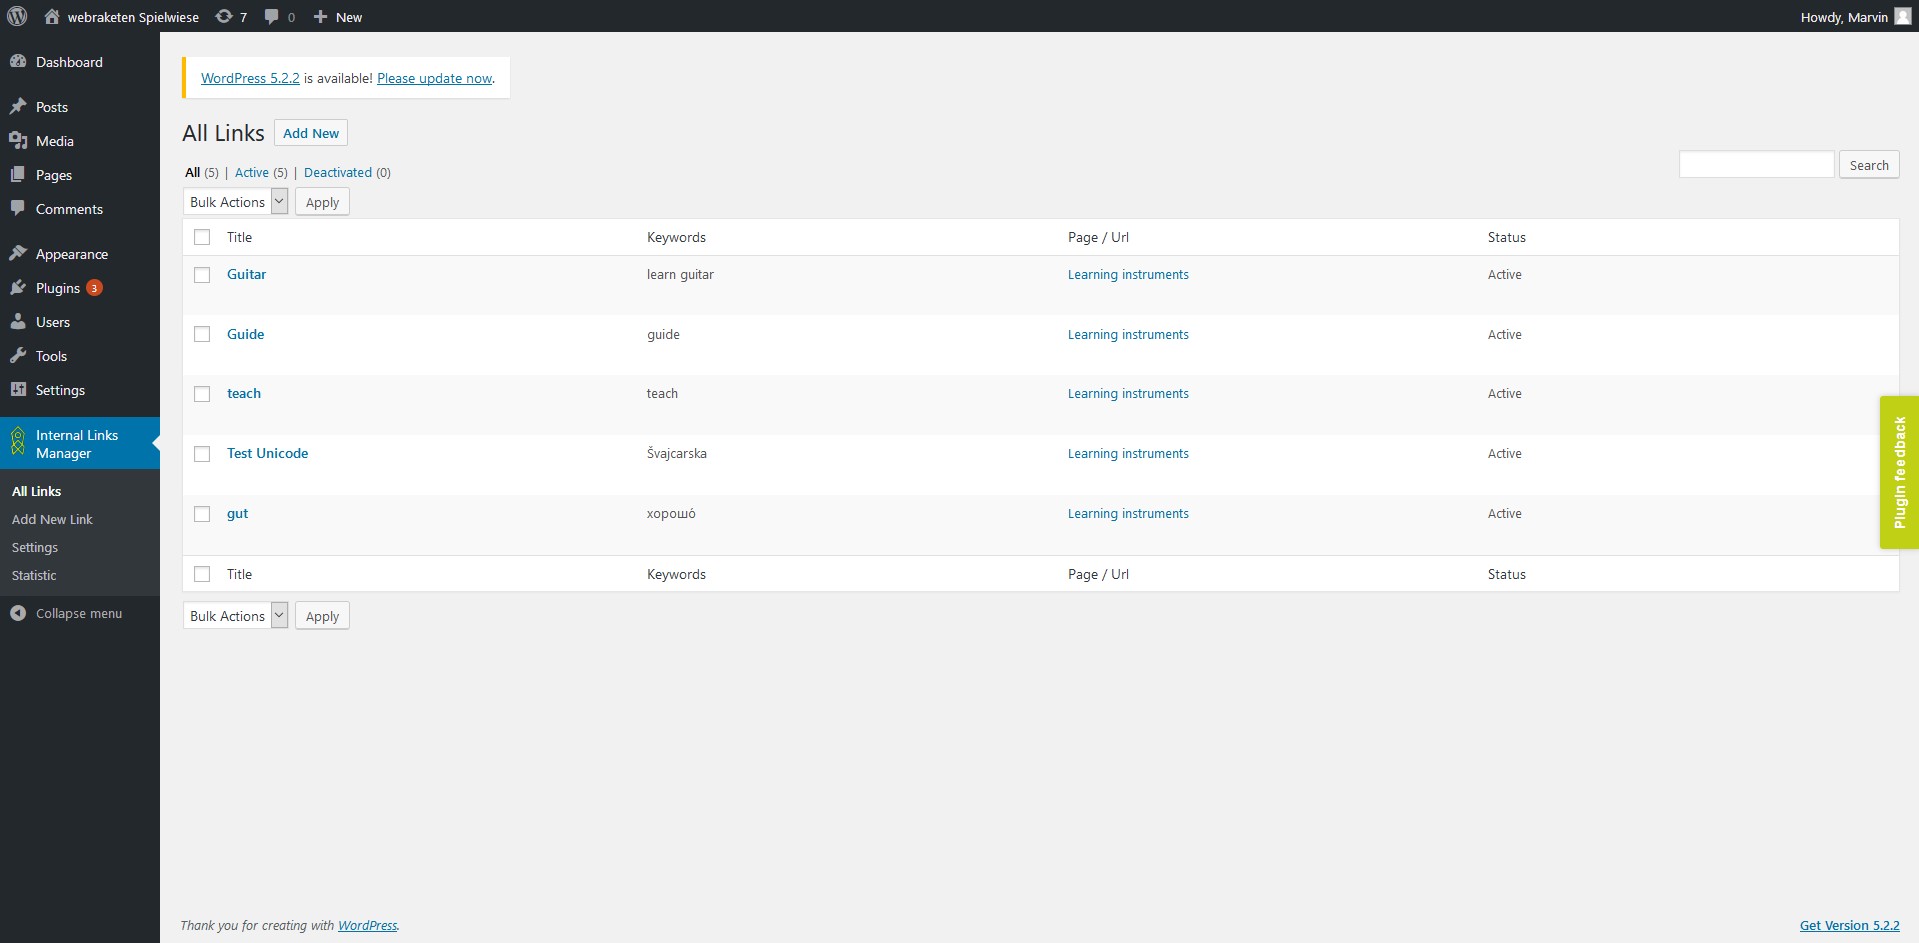 webraketen Spielwiese 7 0 New Howdy, Marvin
Dashboard
Posts
Media
Pages
Comments
Appearance
Plugins 3
Users
Tools
Settings
Internal Links
Manager
All Links
Add New Link
Settings
Statistic
Collapse menu
WordPress 5.2.2 is available! Please update now.
All Links Add New
All (5) | Active (5) | Deactivated (0)
Search
Bulk Actions Apply
Title Keywords Page / Url Status
Guitar learn guitar Learning instruments Active
Guide guide Learning instruments Active
teach teach Learning instruments Active
Test Unicode Švajcarska Learning instruments Active
gut хорошо́ Learning instruments Active
Title Keywords Page / Url Status
Bulk Actions Apply
Plugin feedback
Thank you for creating with WordPress. Get Version 5.2.2